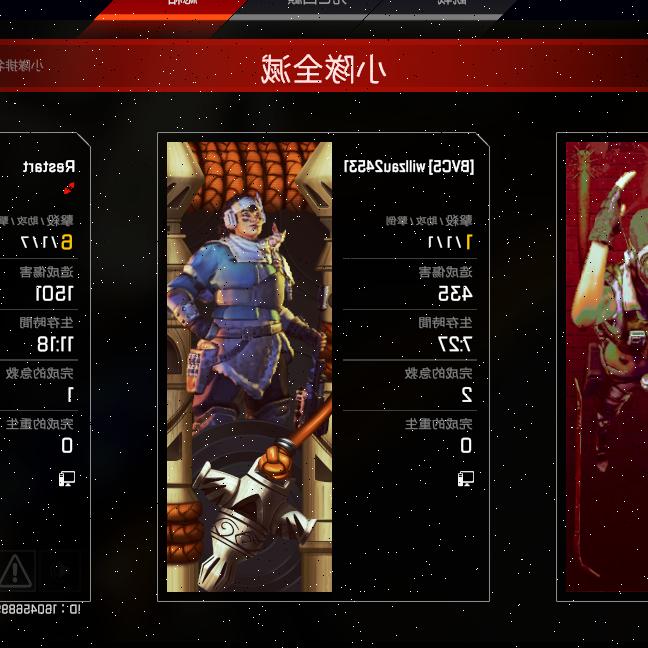 小隊全滅
[BVC5] willzau24531
擊殺/助攻/擊倒
1/1/1
造成傷害
435
生存時間
7:27
完成的急救
2
完成的重生
0
Restart
擊殺/助攻/擊
6/1/7
造成傷害
1501
生存時間
11:18
完成的急救
1
完成的重生
0